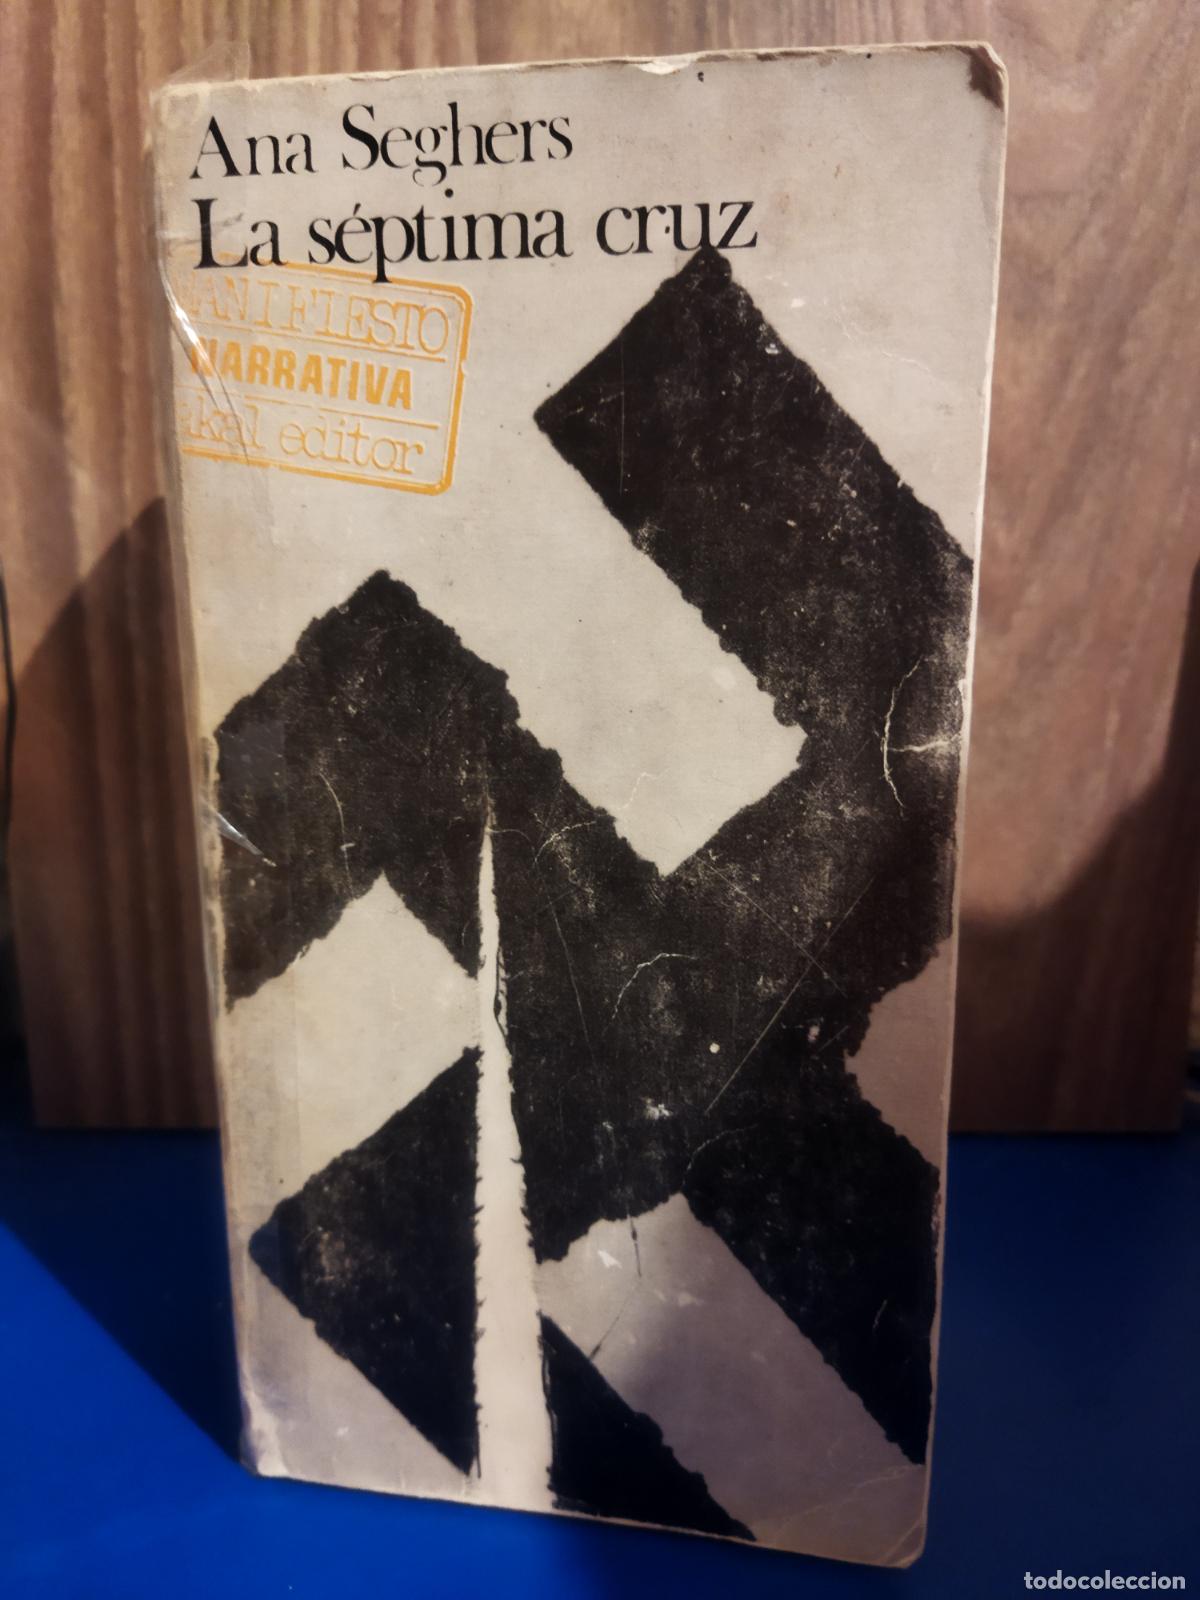 Ana Seghers
La séptima cruz
MANIFIESTO
NARRATIVA
akal editor
todocoleccion